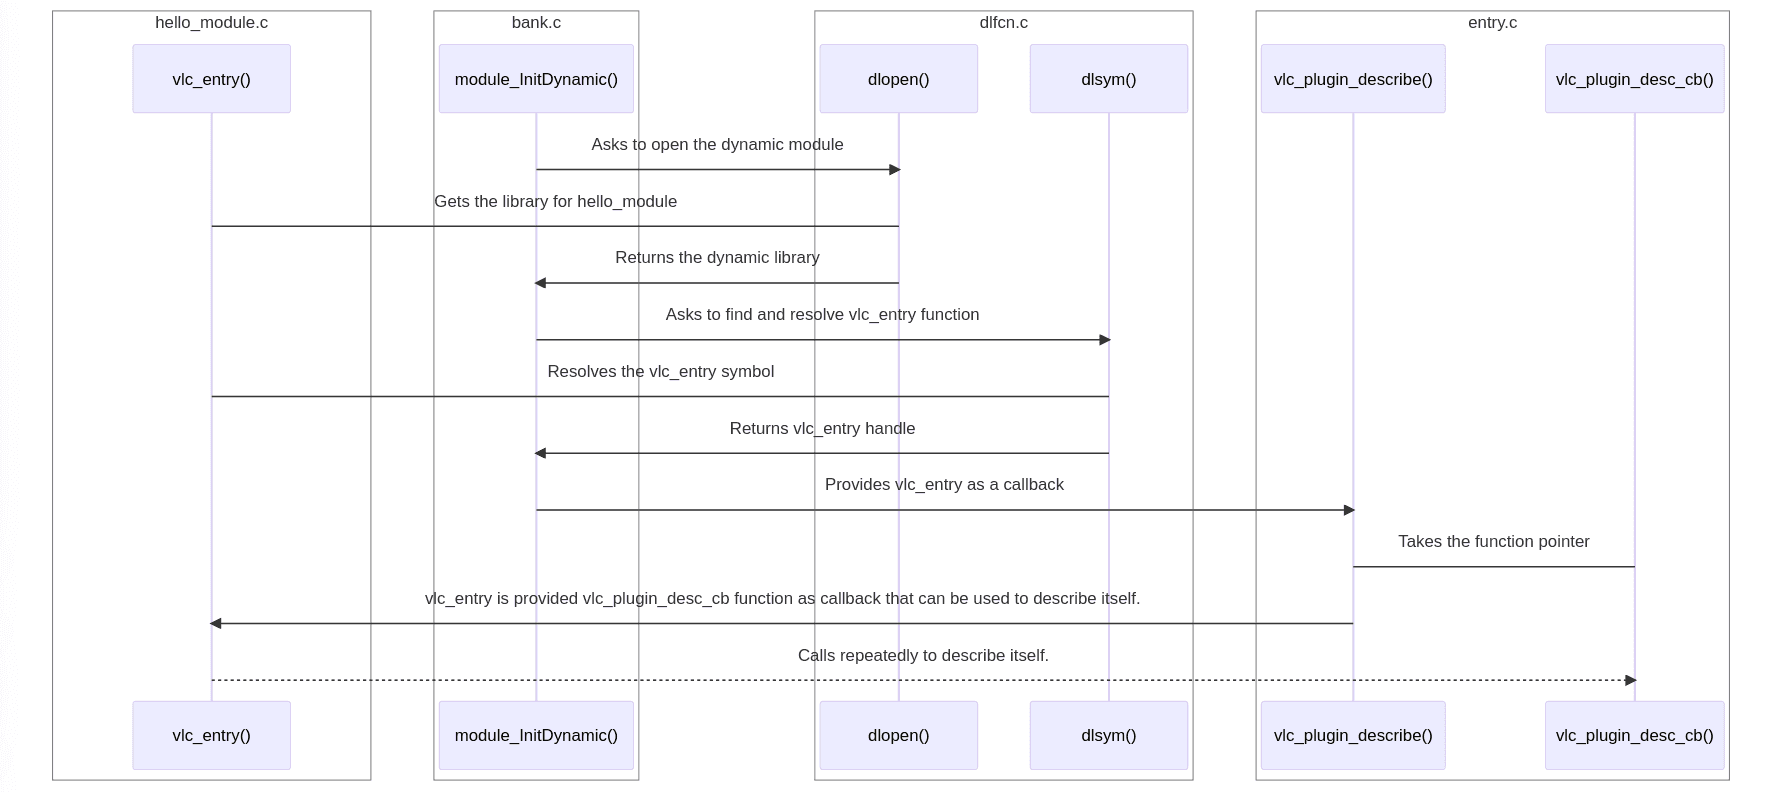 hello_module.c
bank.c
dlfcn.c
entry.c
vlc_entry()
module_InitDynamic()
dlopen()
dlsym()
vlc_plugin_describe()
vlc_plugin_desc_cb()
Asks to open the dynamic module
Gets the library for hello_module
Returns the dynamic library
Asks to find and resolve vlc_entry function
Resolves the vlc_entry symbol
Returns vlc_entry handle
Provides vlc_entry as a callback
Takes the function pointer
vlc_entry is provided vlc_plugin_desc_cb function as callback that can be used to describe itself.
Calls repeatedly to describe itself.
vlc_entry()
module_InitDynamic()
dlopen()
dlsym()
vlc_plugin_describe()
vlc_plugin_desc_cb()